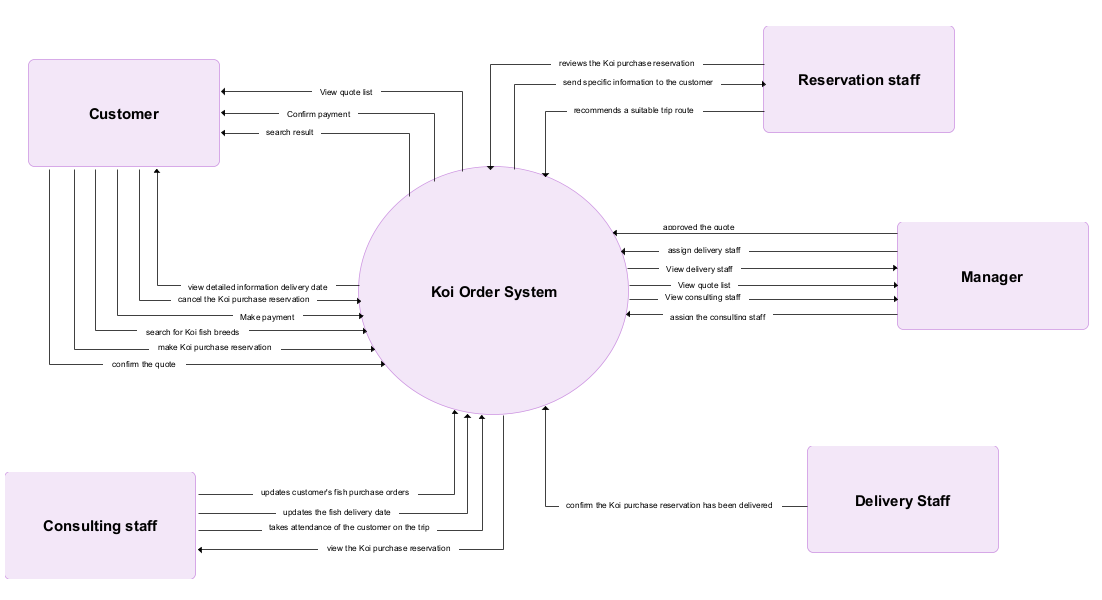 reviews the Koi purchase reservation
send specific information to the customer
recommends a suitable trip route
Reservation staff
Customer
View quote list
Confirm payment
search result
approved the quote
assign delivery staff
View delivery staff
View quote list
View consulting staff
assign the consulting staff
Manager
Koi Order System
view detailed information delivery date
cancel the Koi purchase reservation
Make payment
search for Koi fish breeds
make Koi purchase reservation
confirm the quote
Consulting staff
updates customer's fish purchase orders
updates the fish delivery date
takes attendance of the customer on the trip
view the Koi purchase reservation
confirm the Koi purchase reservation has been delivered
Delivery Staff